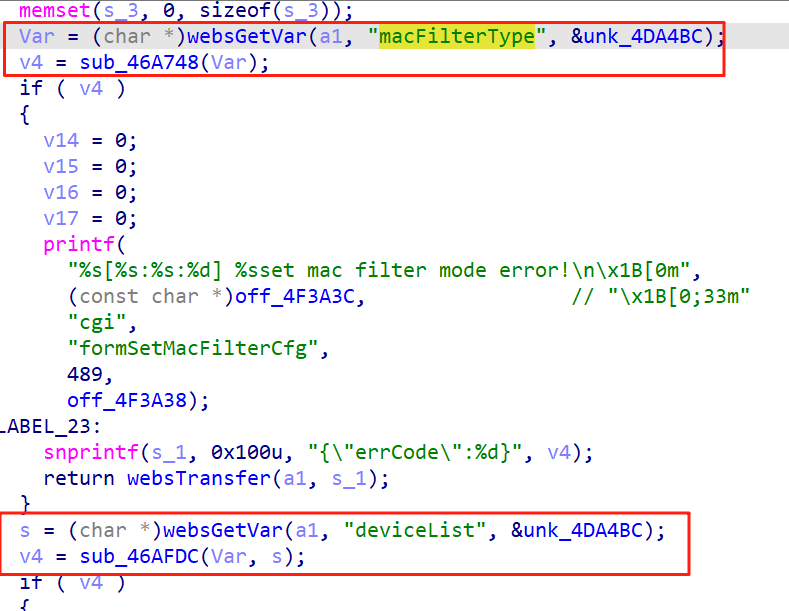 memset(s_3, 0, sizeof(s_3));
Var = (char *)websGetVar(a1, "macFilterType", &unk_4DA4BC);
v4 = sub_46A748(Var);
if ( v4 )
{
v14 = 0;
v15 = 0;
v16 = 0;
v17 = 0;
printf(
"%s[%s:%s:%d] %sset mac filter mode error!\n\x1B[0m",
(const char *)off_4F3A3C, // "\x1B[0;33m"
"cgi",
"formSetMacFilterCfg",
489,
off_4F3A38);
LABEL_23:
snprintf(s_1, 0x100u, "{\"errCode\":%d}", v4);
return websTransfer(a1, s_1);
}
s = (char *)websGetVar(a1, "deviceList", &unk_4DA4BC);
v4 = sub_46AFDC(Var, s);
if ( v4 )
{